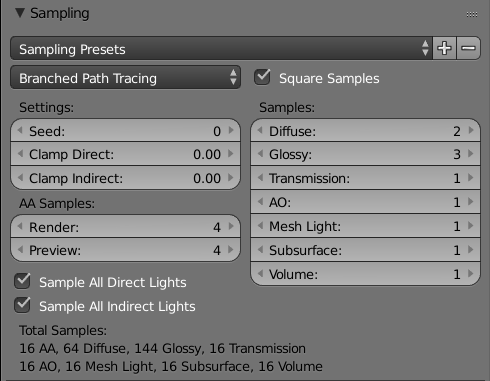 Sampling
Sampling Presets
Branched Path Tracing
Square Samples
Settings:
Seed: 0
Clamp Direct: 0.00
Clamp Indirect: 0.00
AA Samples:
Render: 4
Preview: 4
Sample All Direct Lights
Sample All Indirect Lights
Samples:
Diffuse: 2
Glossy: 3
Transmission: 1
AO: 1
Mesh Light: 1
Subsurface: 1
Volume: 1
Total Samples:
16 AA, 64 Diffuse, 144 Glossy, 16 Transmission
16 AO, 16 Mesh Light, 16 Subsurface, 16 Volume